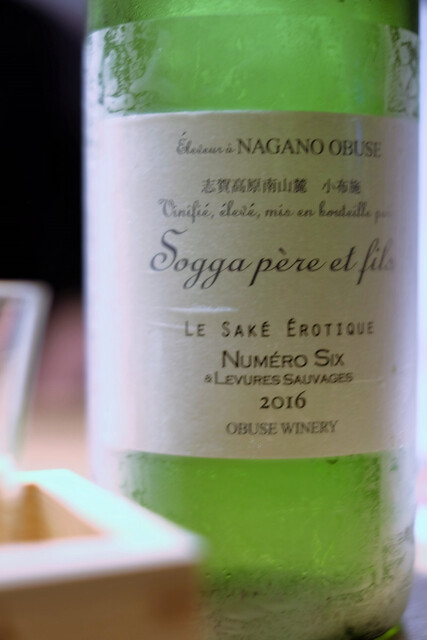 Éleveur à NAGANO OBUSE
志賀高原南山麓 小布施
Vinifié, élevé, mis en bouteille par
Sogga père et fils
LE SAKÉ ÉROTIQUE
NUMÉRO SIX
à LEVURES SAUVAGES
2016
OBUSE WINERY